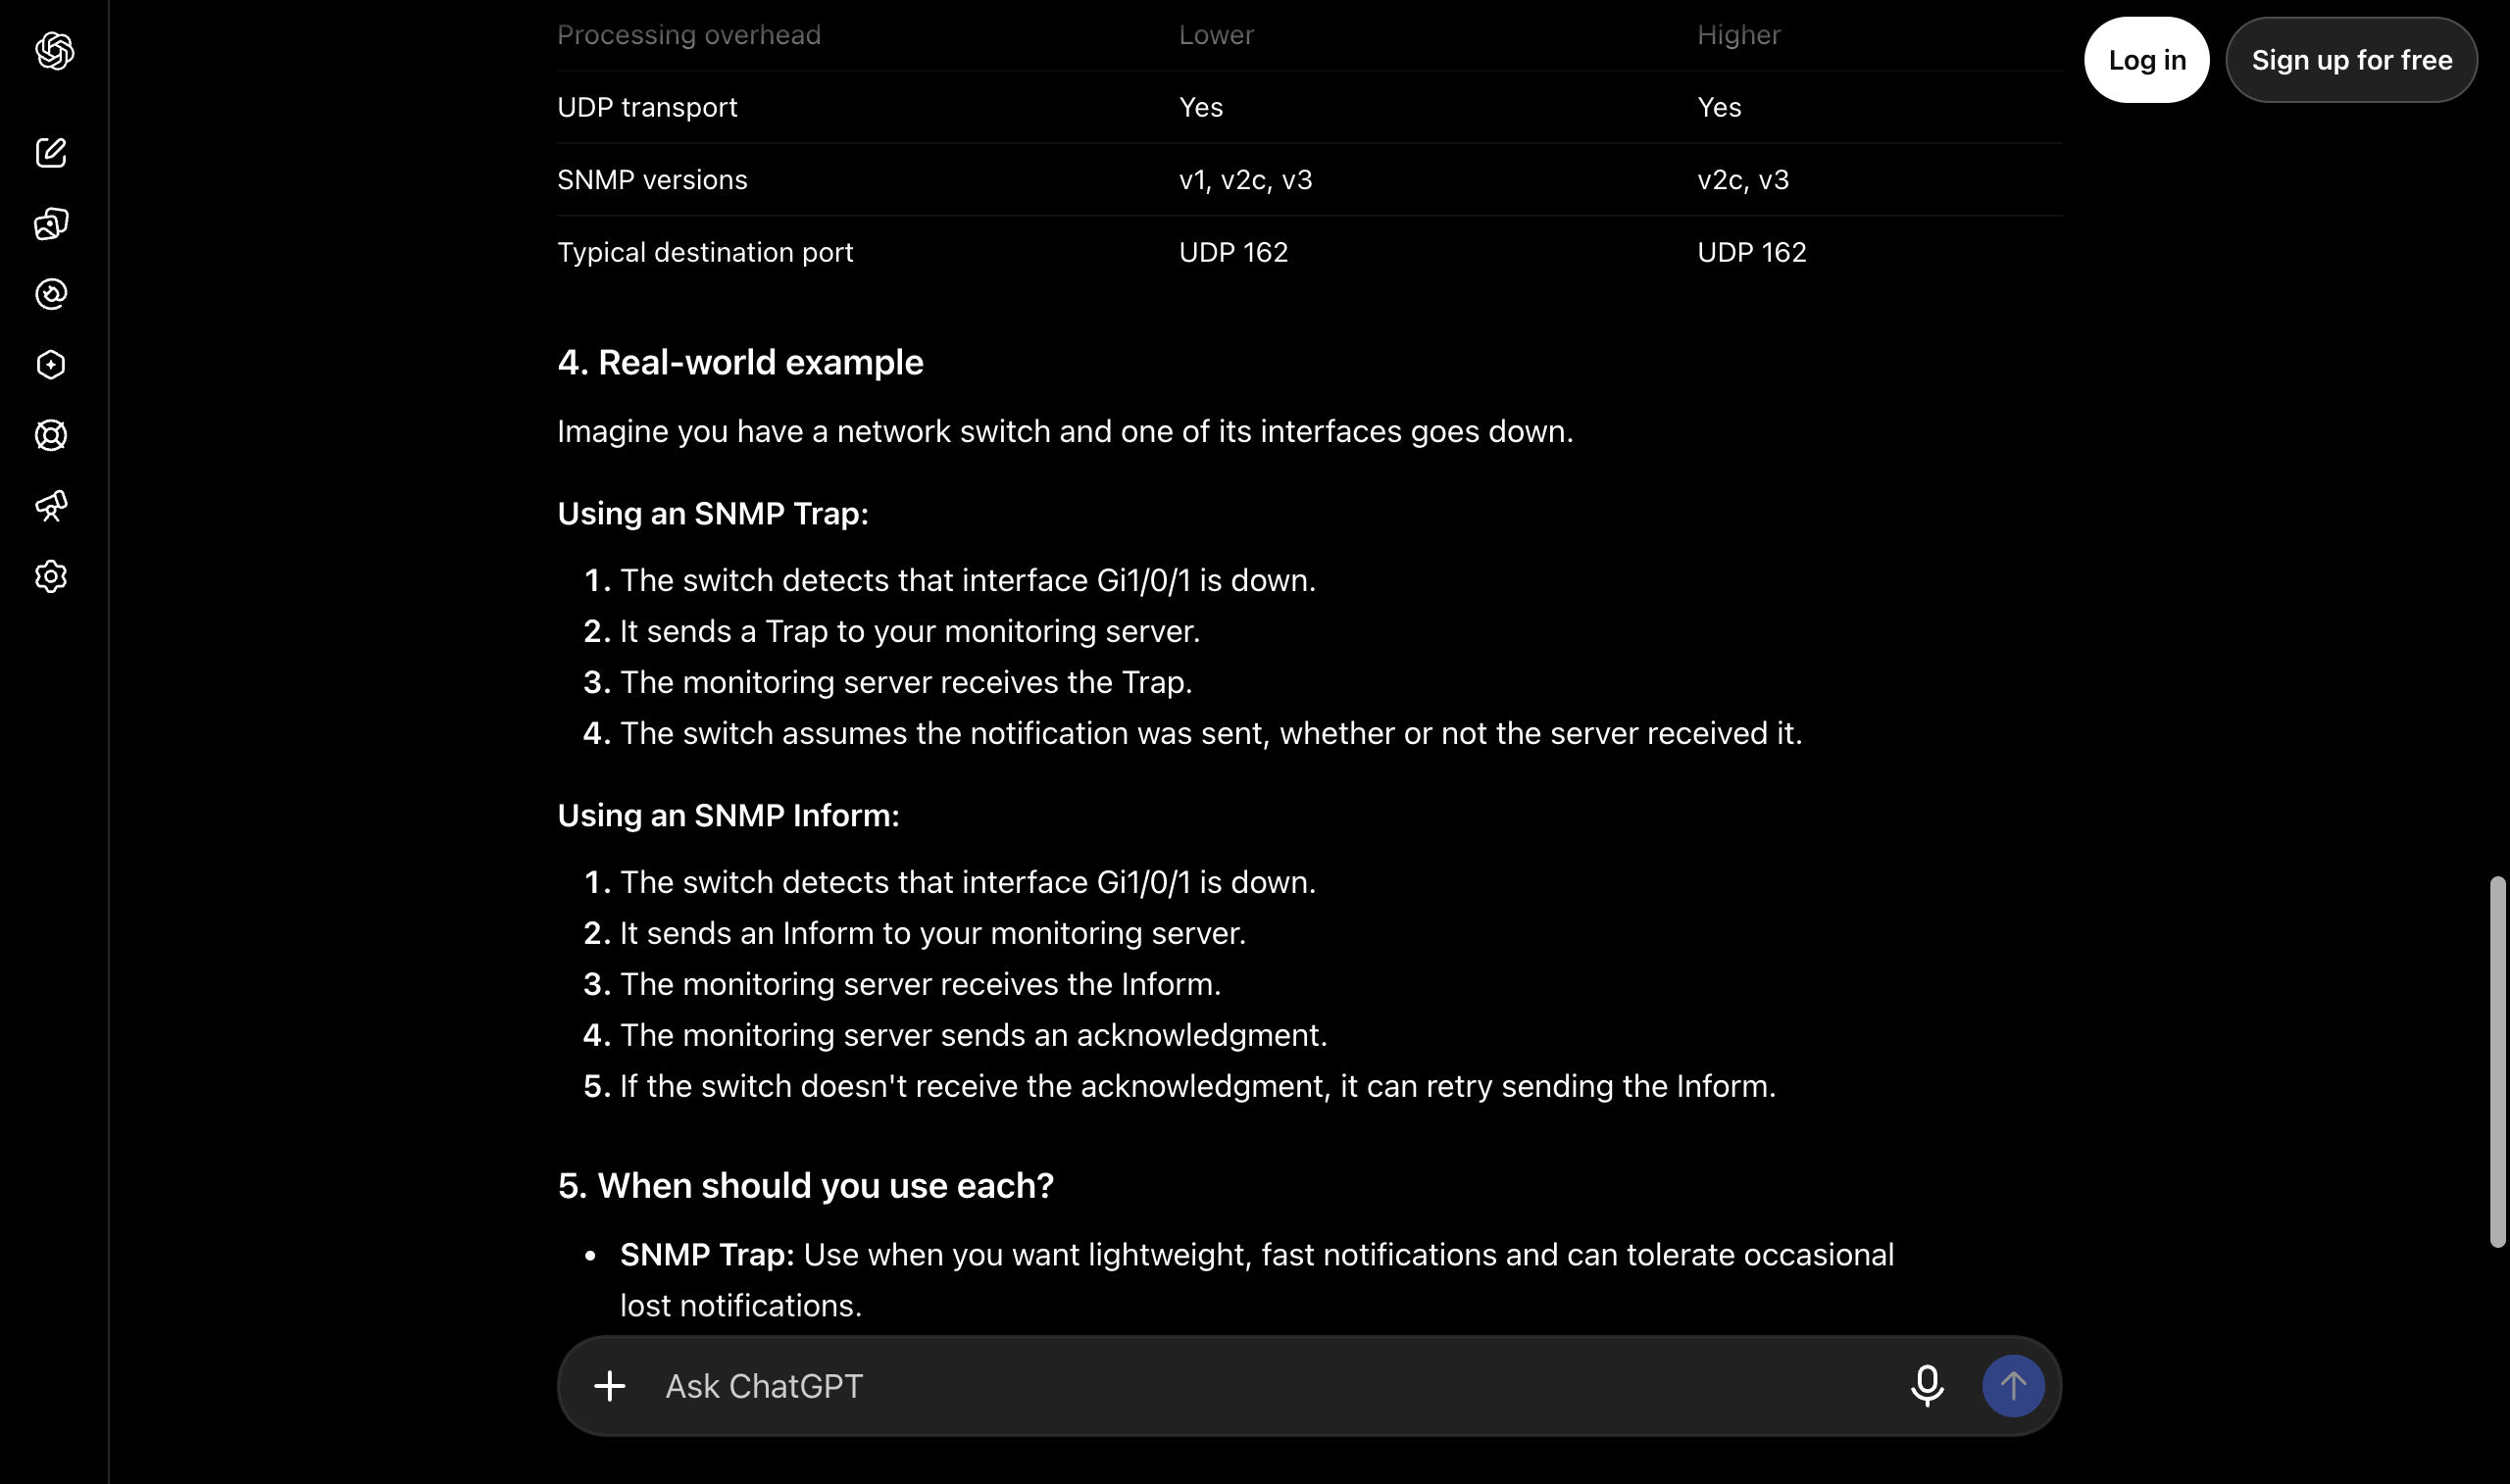 Processing overhead Lower Higher
Log in
Sign up for free
UDP transport Yes Yes
SNMP versions v1, v2c, v3 v2c, v3
Typical destination port UDP 162 UDP 162
4. Real-world example
Imagine you have a network switch and one of its interfaces goes down.
Using an SNMP Trap:
1. The switch detects that interface Gi1/0/1 is down.
2. It sends a Trap to your monitoring server.
3. The monitoring server receives the Trap.
4. The switch assumes the notification was sent, whether or not the server received it.
Using an SNMP Inform:
1. The switch detects that interface Gi1/0/1 is down.
2. It sends an Inform to your monitoring server.
3. The monitoring server receives the Inform.
4. The monitoring server sends an acknowledgment.
5. If the switch doesn't receive the acknowledgment, it can retry sending the Inform.
5. When should you use each?
• SNMP Trap: Use when you want lightweight, fast notifications and can tolerate occasional
lost notifications.
Ask ChatGPT